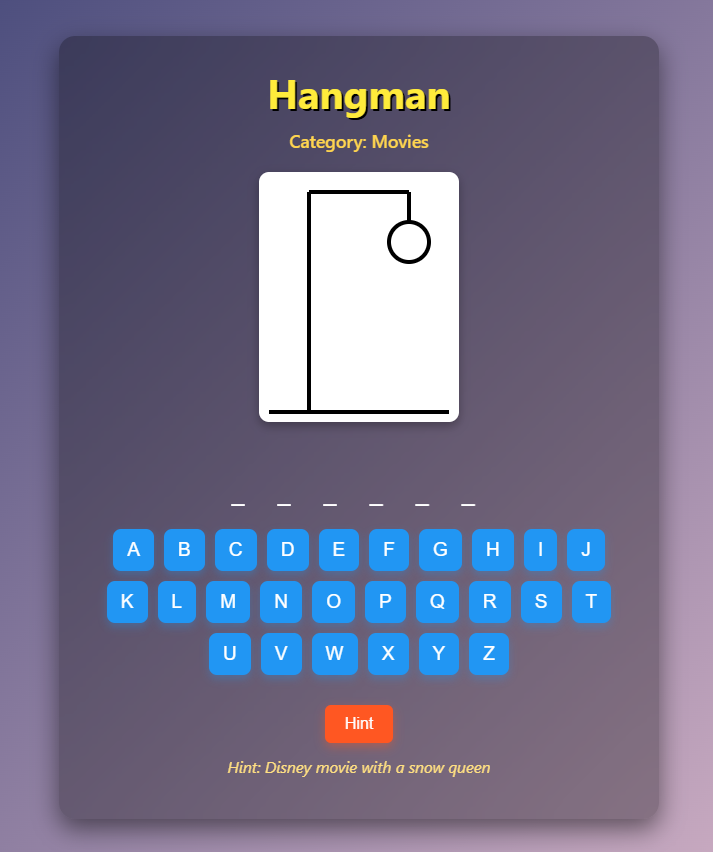 Hangman
Category: Movies
_ _ _ _ _ _
A B C D E F G H I J
K L M N O P Q R S T
U V W X Y Z
Hint
Hint: Disney movie with a snow queen